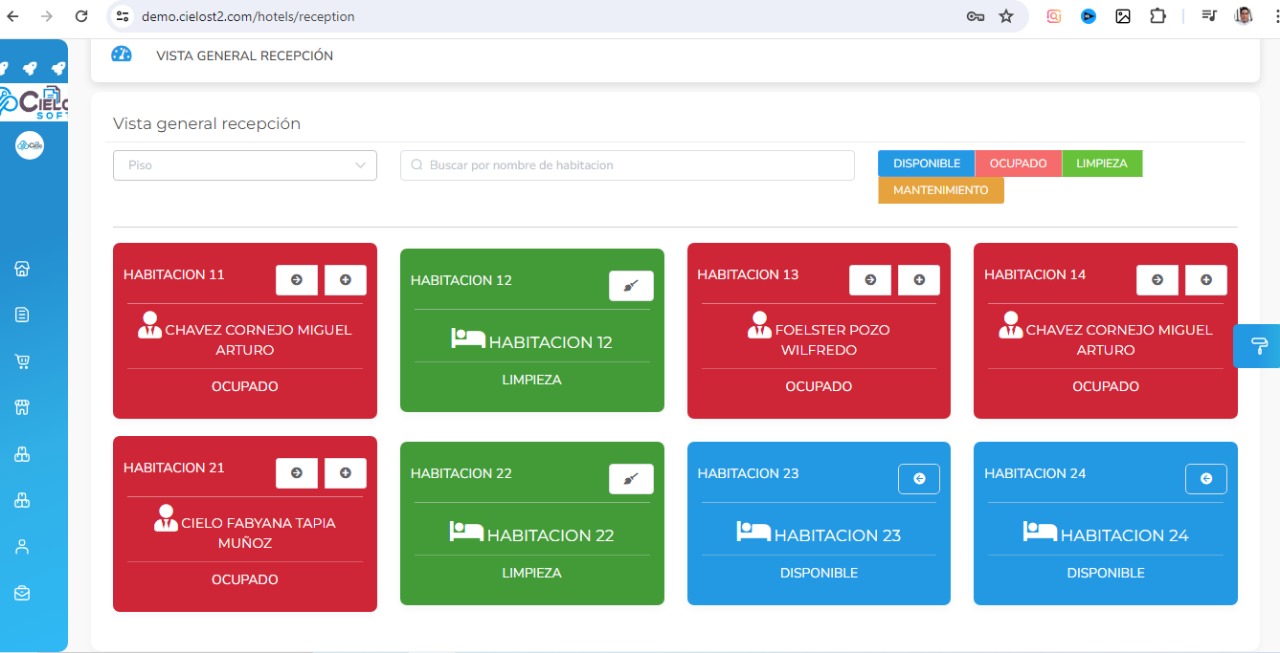 demo.cielost2.com/hotels/reception
VISTA GENERAL RECEPCIÓN
CIELO
SOFT
Vista general recepción
Piso
Buscar por nombre de habitacion
DISPONIBLE
OCUPADO
LIMPIEZA
MANTENIMIENTO
HABITACION 11
CHAVEZ CORNEJO MIGUEL
ARTURO
OCUPADO
HABITACION 12
HABITACION 12
LIMPIEZA
HABITACION 13
FOELSTER POZO
WILFREDO
OCUPADO
HABITACION 14
CHAVEZ CORNEJO MIGUEL
ARTURO
OCUPADO
HABITACION 21
CIELO FABYANA TAPIA
MUÑOZ
OCUPADO
HABITACION 22
HABITACION 22
LIMPIEZA
HABITACION 23
HABITACION 23
DISPONIBLE
HABITACION 24
HABITACION 24
DISPONIBLE